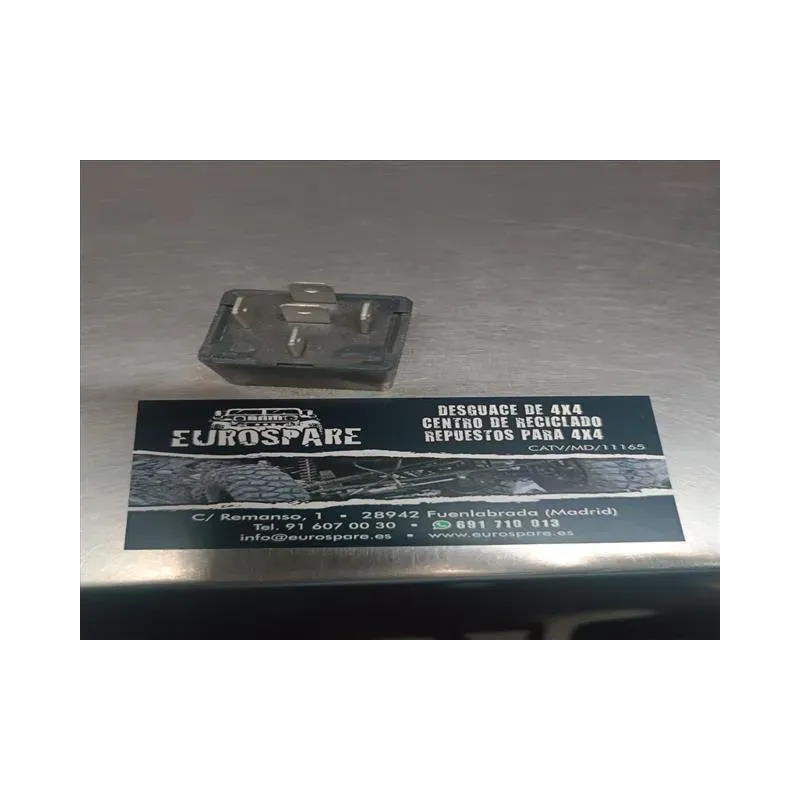 EUROSPARE
DESGUACE DE 4X4
CENTRO DE RECICLADO
REPUESTOS PARA 4X4
CATV/MD/11165
C/ Remanso, 1 • 28942 Fuenlabrada (Madrid)
Tel. 91 607 00 30 • 691 710 013
info@eurospare.es • www.eurospare.es